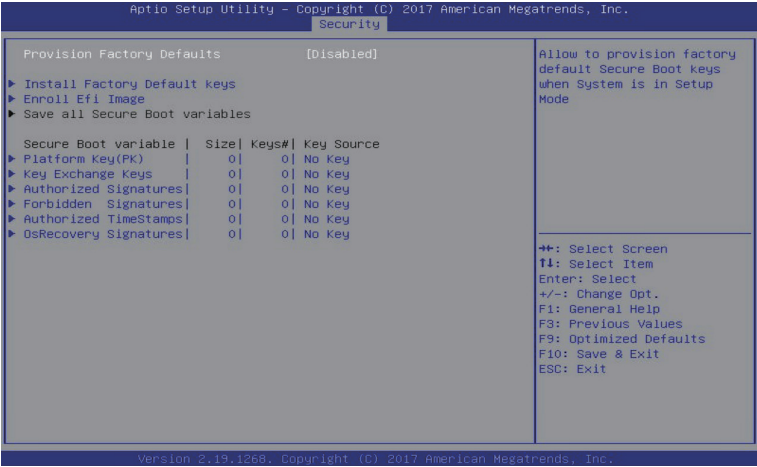 Aptio Setup Utility – Copyright (C) 2017 American Megatrends, Inc.
Security
Provision Factory Defaults [Disabled]
▶ Install Factory Default keys
▶ Enroll Efi Image
▶ Save all Secure Boot variables
Secure Boot variable | Size| Keys#| Key Source
▶ Platform Key(PK) | 0| 0| No Key
▶ Key Exchange Keys | 0| 0| No Key
▶ Authorized Signatures| 0| 0| No Key
▶ Forbidden Signatures| 0| 0| No Key
▶ Authorized TimeStamps| 0| 0| No Key
▶ OsRecovery Signatures| 0| 0| No Key
Allow to provision factory
default Secure Boot keys
when System is in Setup
Mode
→←: Select Screen
↑↓: Select Item
Enter: Select
+/-: Change Opt.
F1: General Help
F3: Previous Values
F9: Optimized Defaults
F10: Save & Exit
ESC: Exit
Version 2.19.1268. Copyright (C) 2017 American Megatrends, Inc.